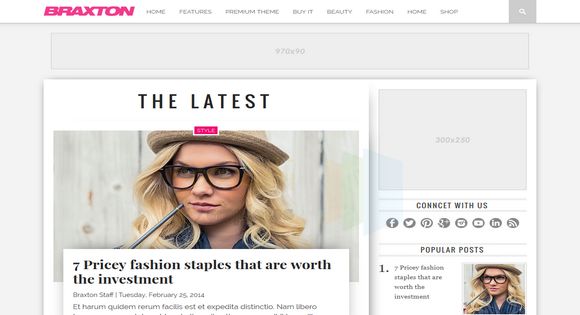 BRAXTON
HOME FEATURES PREMIUM THEME BUY IT BEAUTY FASHION HOME SHOP
970x90
THE LATEST
STYLE
300x250
CONNCET WITH US
7 Pricey fashion staples that are worth
the investment
Braxton Staff | Tuesday, February 25, 2014
Et harum quidem rerum facilis est et expedita distinctio. Nam libero
POPULAR POSTS
1. 7 Pricey fashion
staples that are
worth the
investment